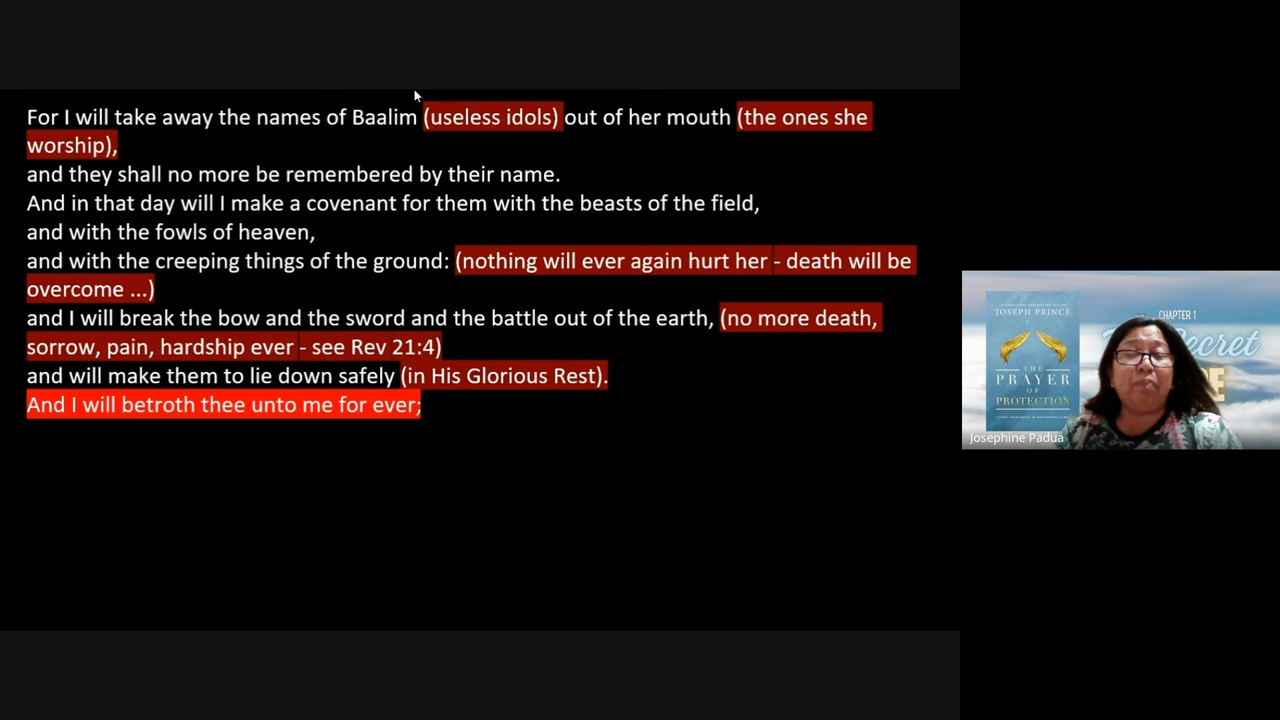 For I will take away the names of Baalim (useless idols) out of her mouth (the ones she
worship),
and they shall no more be remembered by their name.
And in that day will I make a covenant for them with the beasts of the field,
and with the fowls of heaven,
and with the creeping things of the ground: (nothing will ever again hurt her - death will be
overcome ...)
and I will break the bow and the sword and the battle out of the earth, (no more death,
sorrow, pain, hardship ever - see Rev 21:4)
and will make them to lie down safely (in His Glorious Rest).
And I will betroth thee unto me for ever;
JOSEPH PRINCE
THE
PRAYER
OF
PROTECTION
CHAPTER 1
Josephine Padua